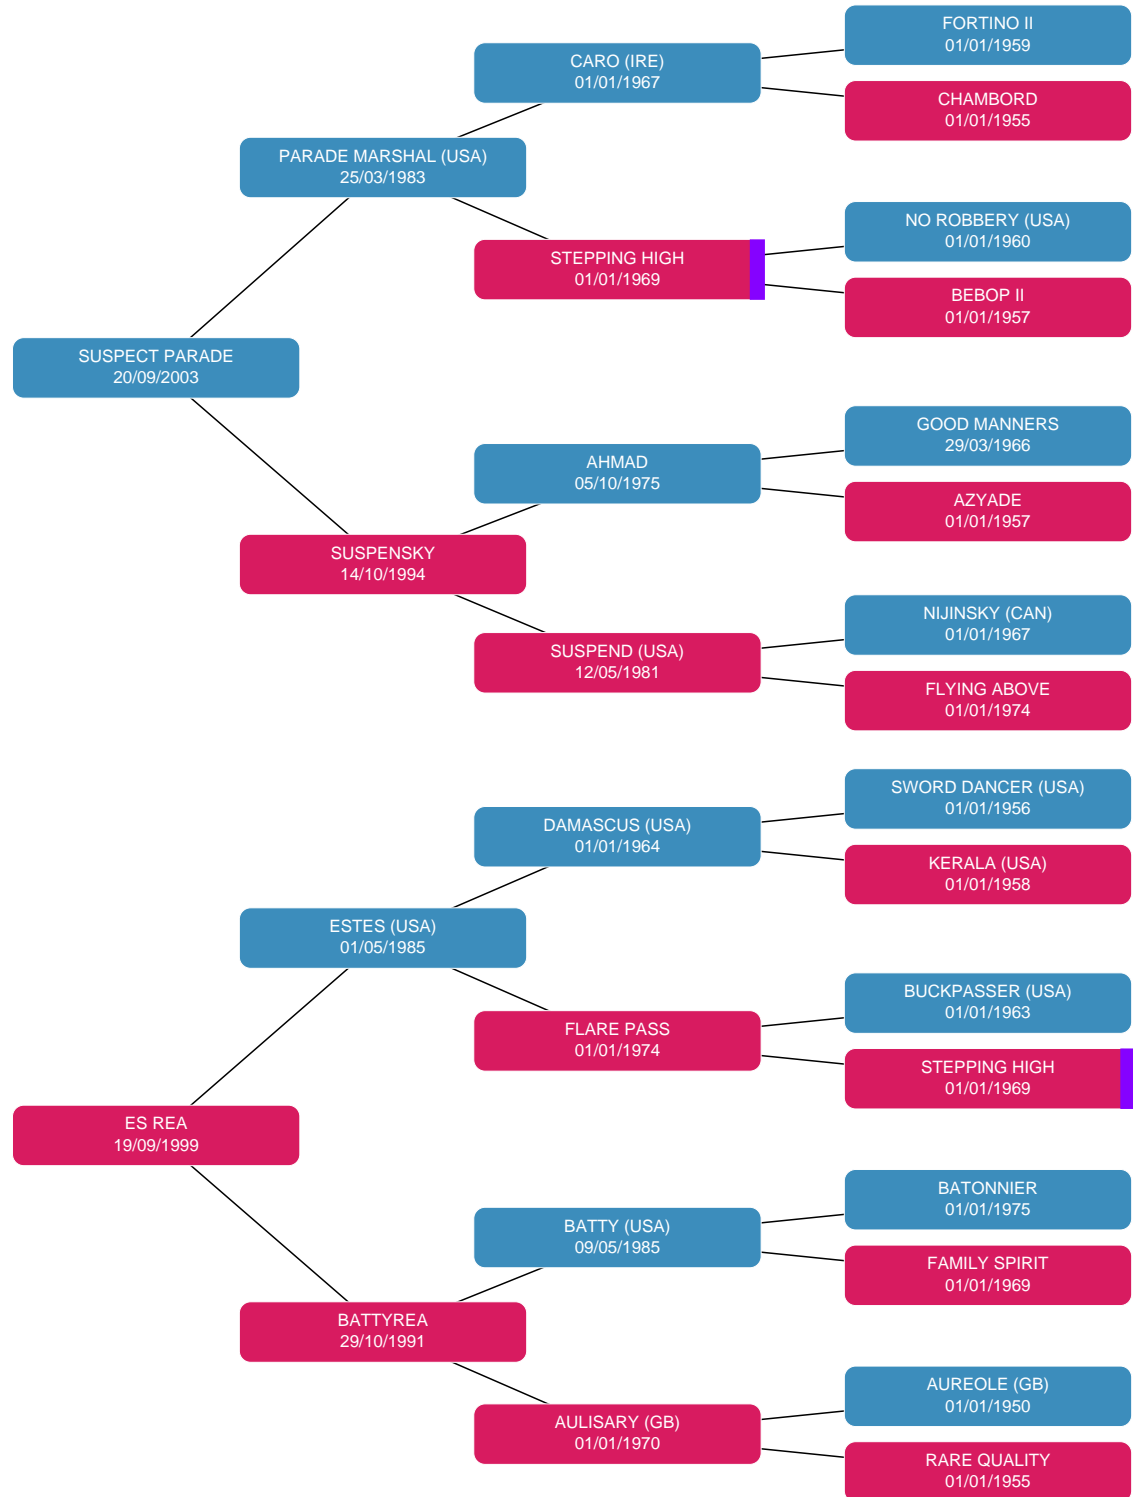 FORTINO II
01/01/1959
CARO (IRE)
01/01/1967
CHAMBORD
01/01/1955
PARADE MARSHAL (USA)
25/03/1983
NO ROBBERY (USA)
01/01/1960
STEPPING HIGH
01/01/1969
BEBOP II
01/01/1957
SUSPECT PARADE
20/09/2003
GOOD MANNERS
29/03/1966
AHMAD
05/10/1975
AZYADE
01/01/1957
SUSPENSKY
14/10/1994
NIJINSKY (CAN)
01/01/1967
SUSPEND (USA)
12/05/1981
FLYING ABOVE
01/01/1974
SWORD DANCER (USA)
01/01/1956
DAMASCUS (USA)
01/01/1964
KERALA (USA)
01/01/1958
ESTES (USA)
01/05/1985
BUCKPASSER (USA)
01/01/1963
FLARE PASS
01/01/1974
STEPPING HIGH
01/01/1969
ES REA
19/09/1999
BATONNIER
01/01/1975
BATTY (USA)
09/05/1985
FAMILY SPIRIT
01/01/1969
BATTYREA
29/10/1991
AUREOLE (GB)
01/01/1950
AULISARY (GB)
01/01/1970
RARE QUALITY
01/01/1955